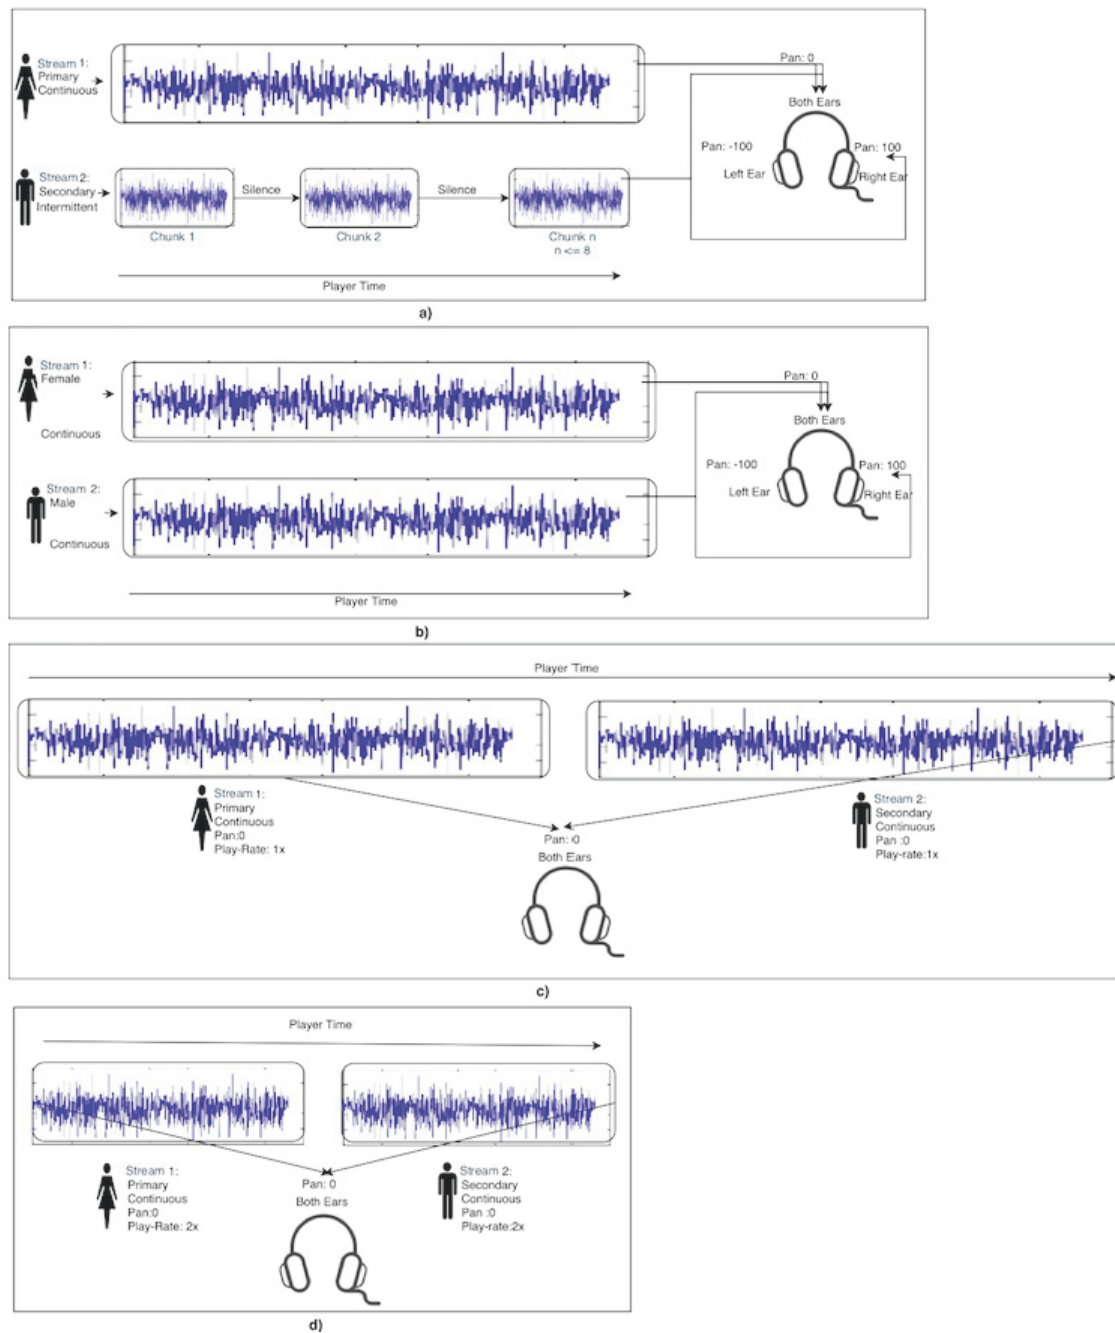 Stream 1:
Primary
Continuous
Pan: 0
Both Ears
Pan: -100
Pan: 100
Left Ear
Right Ear
Stream 2:
Secondary
Intermittent
Silence
Silence
Chunk 1
Chunk 2
Chunk n
n <= 8
Player Time
a)
Stream 1:
Female
Continuous
Pan: 0
Both Ears
Pan: -100
Pan: 100
Left Ear
Right Ear
Stream 2:
Male
Continuous
Player Time
b)
Player Time
Stream 1:
Primary
Continuous
Pan:0
Play-Rate: 1x
Stream 2:
Secondary
Continuous
Pan :0
Play-rate:1x
Pan: 0
Both Ears
c)
Player Time
Stream 1:
Primary
Continuous
Pan:0
Play-Rate: 2x
Stream 2:
Secondary
Continuous
Pan :0
Play-rate:2x
Pan: 0
Both Ears
d)